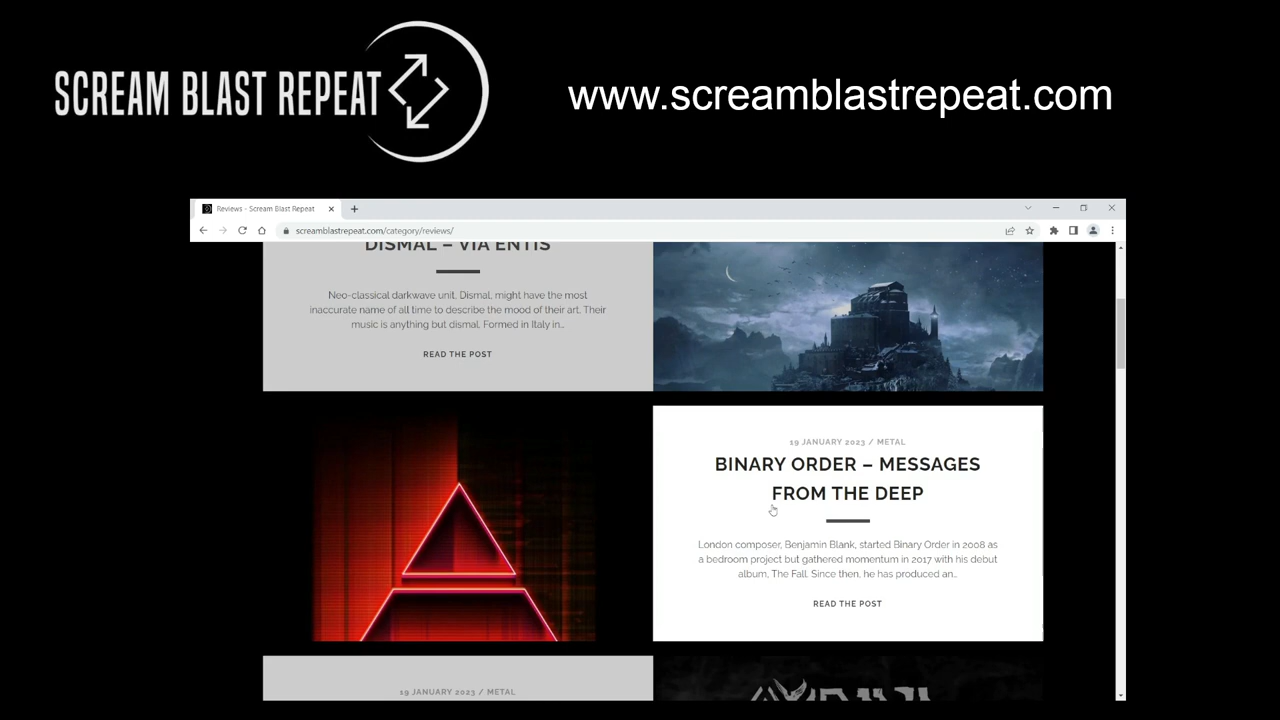 SCREAM BLAST REPEAT
www.screamblastrepeat.com
Reviews - Scream Blast Repeat
screamblastrepeat.com/category/reviews/
DISMAL – VIA ENTIS
Neo-classical darkwave unit, Dismal, might have the most
inaccurate name of all time to describe the mood of their art. Their
music is anything but dismal. Formed in Italy in...
READ THE POST
19 JANUARY 2023 / METAL
BINARY ORDER – MESSAGES
FROM THE DEEP
London composer, Benjamin Blank, started Binary Order in 2008 as
a bedroom project but gathered momentum in 2017 with his debut
album, The Fall. Since then, he has produced an...
READ THE POST
19 JANUARY 2023 / METAL